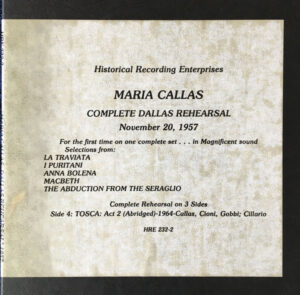 Historical Recording Enterprises
MARIA CALLAS
COMPLETE DALLAS REHEARSAL
November 20, 1957
For the first time on one complete set . . . in Magnificent sound
Selections from:
LA TRAVIATA
I PURITANI
ANNA BOLENA
MACBETH
THE ABDUCTION FROM THE SERAGLIO
Complete Rehearsal on 3 Sides
Side 4: TOSCA: Act 2 (Abridged)-1964-Callas, Cioni, Gobbi; Cillario
HRE 232-2